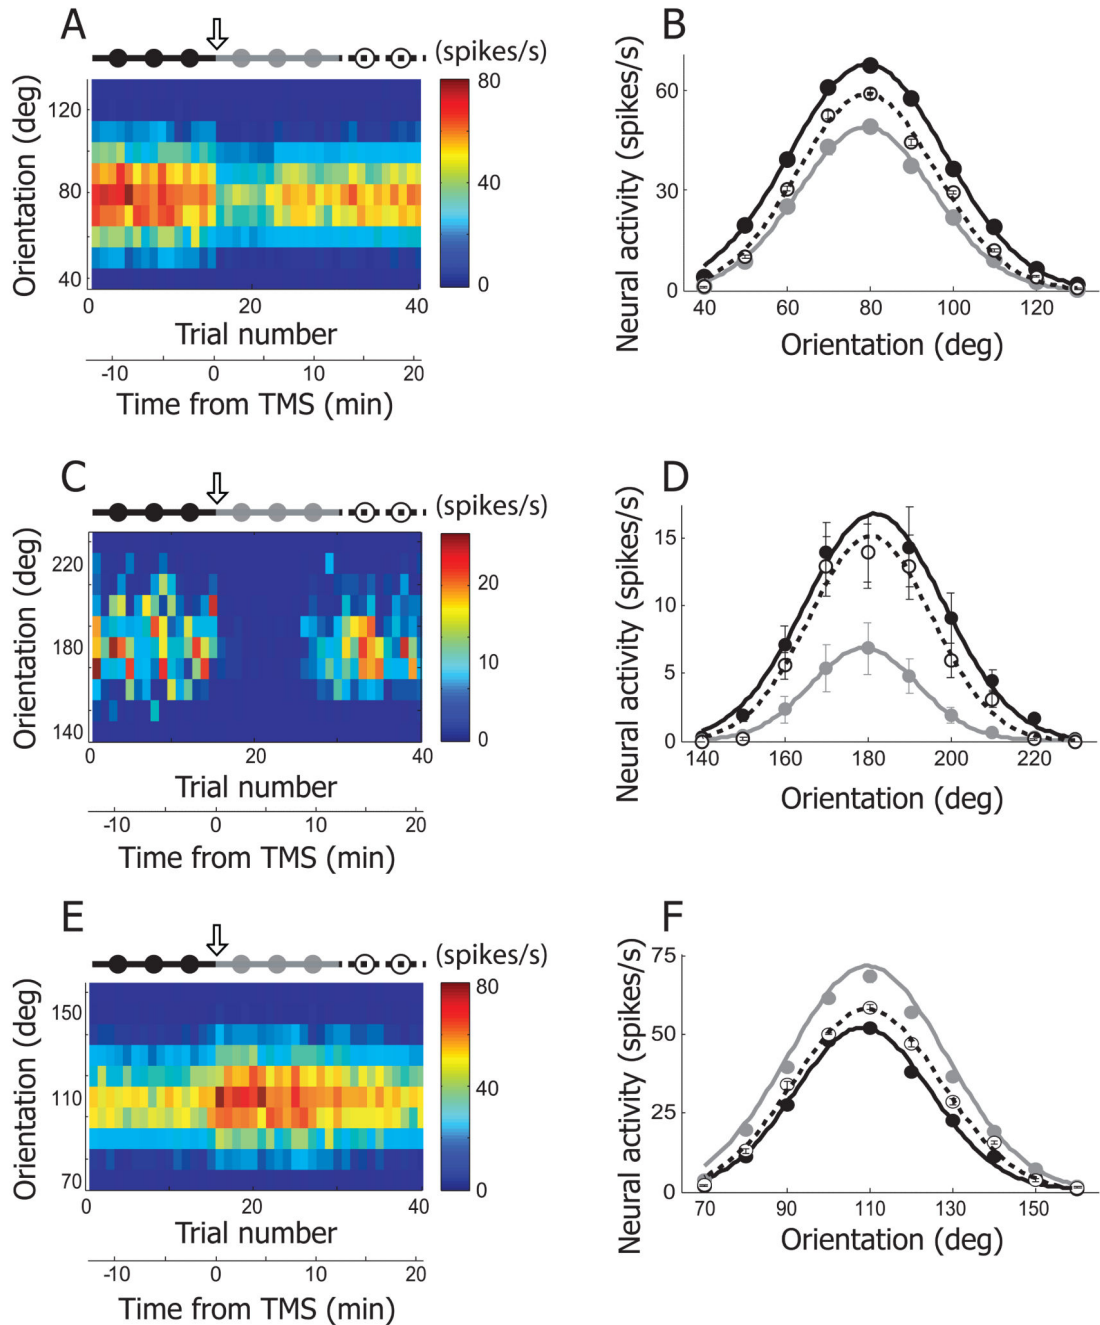 A
(spikes/s)
Orientation (deg)
120
80
40
0 20 40
80
40
0
Trial number
-10 0 10 20
Time from TMS (min)
B
Neural activity (spikes/s)
60
30
0
40 60 80 100 120
Orientation (deg)
C
(spikes/s)
Orientation (deg)
220
180
140
0 20 40
20
10
0
Trial number
-10 0 10 20
Time from TMS (min)
D
Neural activity (spikes/s)
15
10
5
0
140 160 180 200 220
Orientation (deg)
E
(spikes/s)
Orientation (deg)
150
110
70
0 20 40
80
40
0
Trial number
-10 0 10 20
Time from TMS (min)
F
Neural activity (spikes/s)
75
50
25
0
70 90 110 130 150
Orientation (deg)